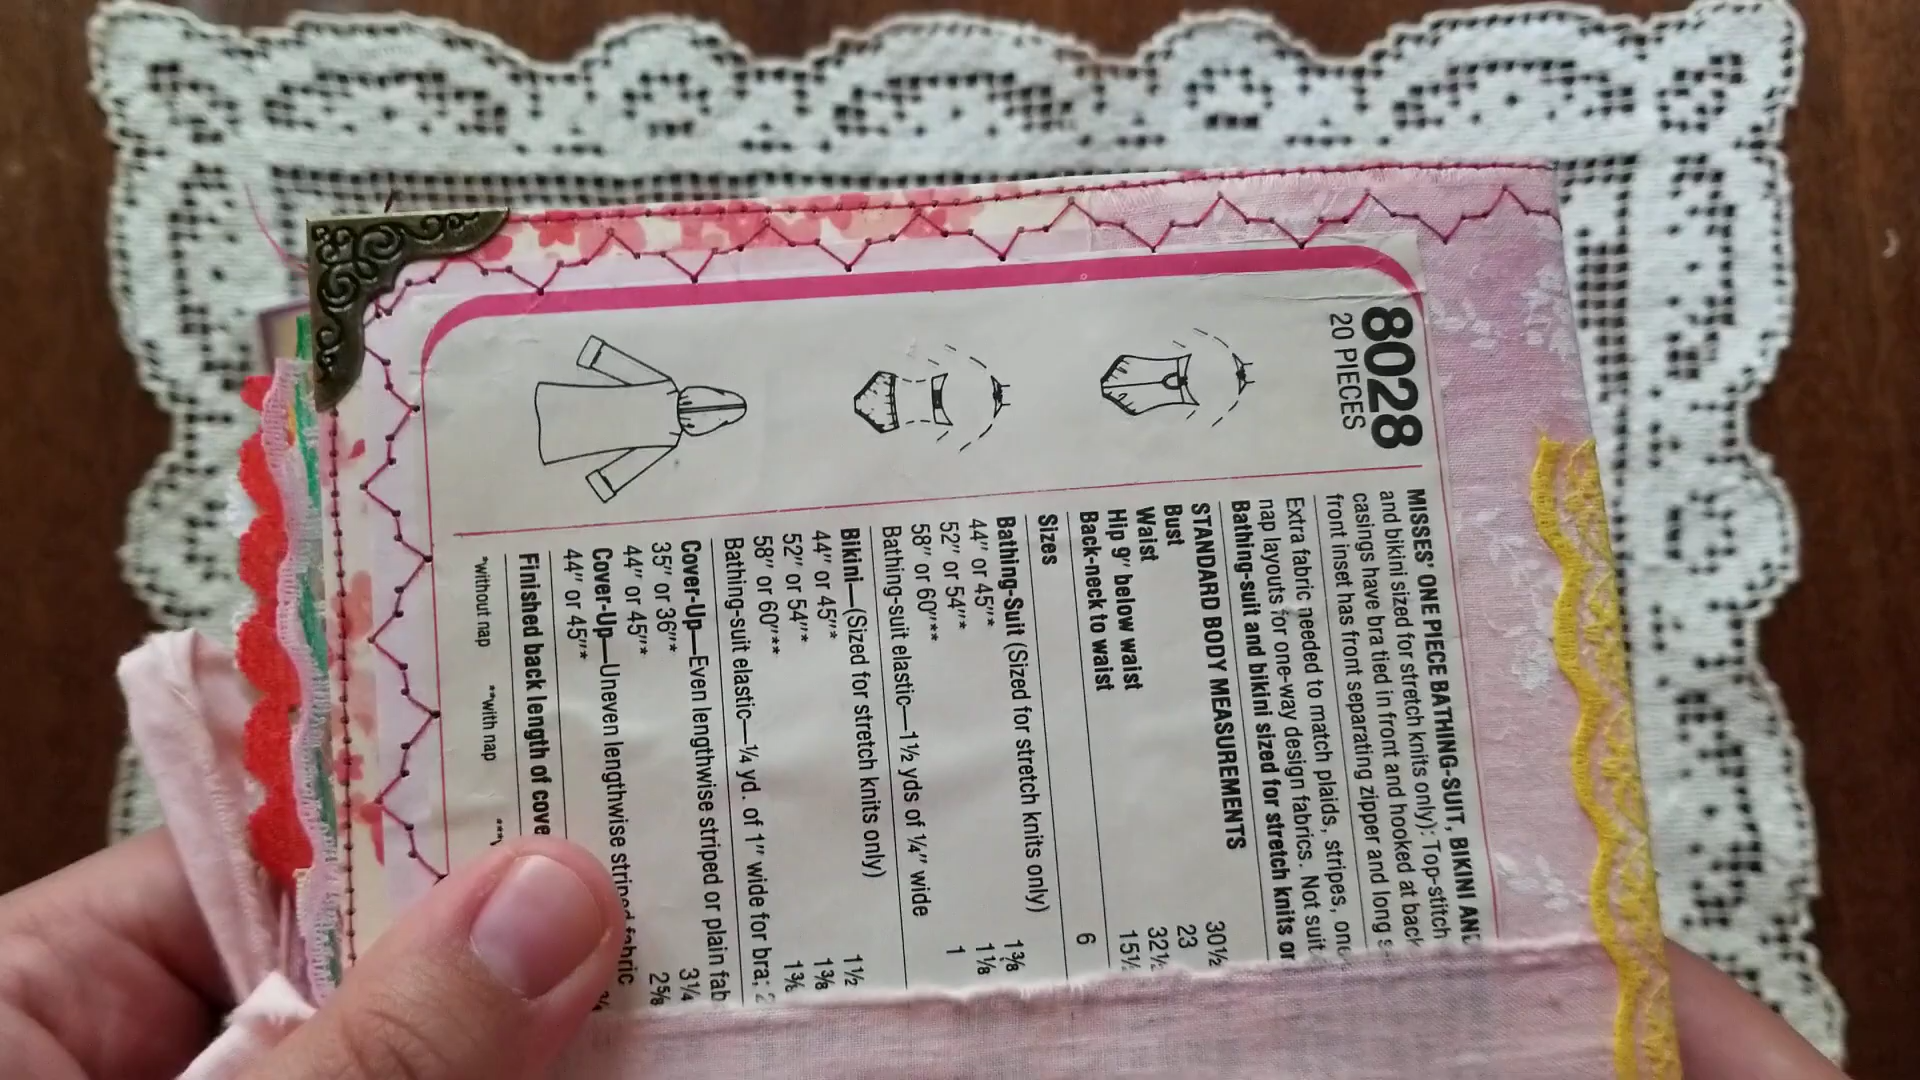 8028
20 PIECES
MISSES' ONE PIECE BATHING-SUIT, BIKINI AND
and bikini sized for stretch knits only): Top-stitch
casings have bra tied in front and hooked at back
front inset has front separating zipper and long
Extra fabric needed to match plaids, stripes, one
nap layouts for one-way design fabrics. Not suit
Bathing-suit and bikini sized for stretch knits or
STANDARD BODY MEASUREMENTS
Bust 30½
Waist 23
Hip 9" below waist 32½
Back-neck to waist 15¼
Sizes 6
Bathing-Suit (Sized for stretch knits only)
44" or 45"* 1⅜
52" or 54"* 1⅛
58" or 60"** 1
Bathing-suit elastic—1½ yds of ¼" wide
Bikini—(Sized for stretch knits only)
44" or 45"* 1½
52" or 54"* 1⅜
58" or 60"** 1⅜
Bathing-suit elastic—¼ yd. of 1" wide for bra; 2
Cover-Up—Even lengthwise striped or plain fab
35" or 36"* 3¼
44" or 45"* 2⅝
Cover-Up—Uneven lengthwise striped fabric
44" or 45"*
Finished back length of cove
*without nap **with nap ***